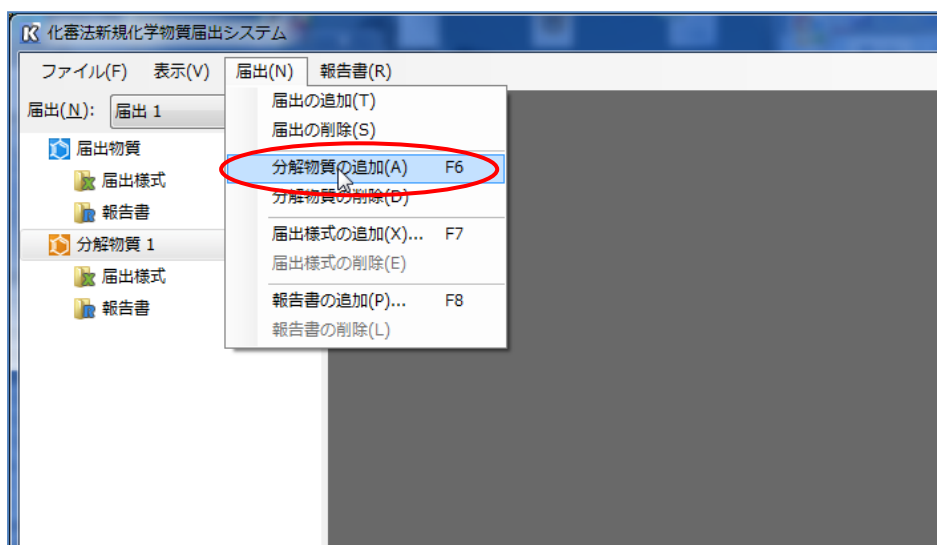 化審法新規化学物質届出システム
ファイル(F) 表示(V) 届出(N) 報告書(R)
届出(N): 届出 1
届出の追加(T)
届出の削除(S)
届出物質
分解物質の追加(A) F6
届出様式
分解物質の削除(D)
報告書
届出様式の追加(X)... F7
分解物質 1
届出様式の削除(E)
届出様式
報告書の追加(P)... F8
報告書
報告書の削除(L)